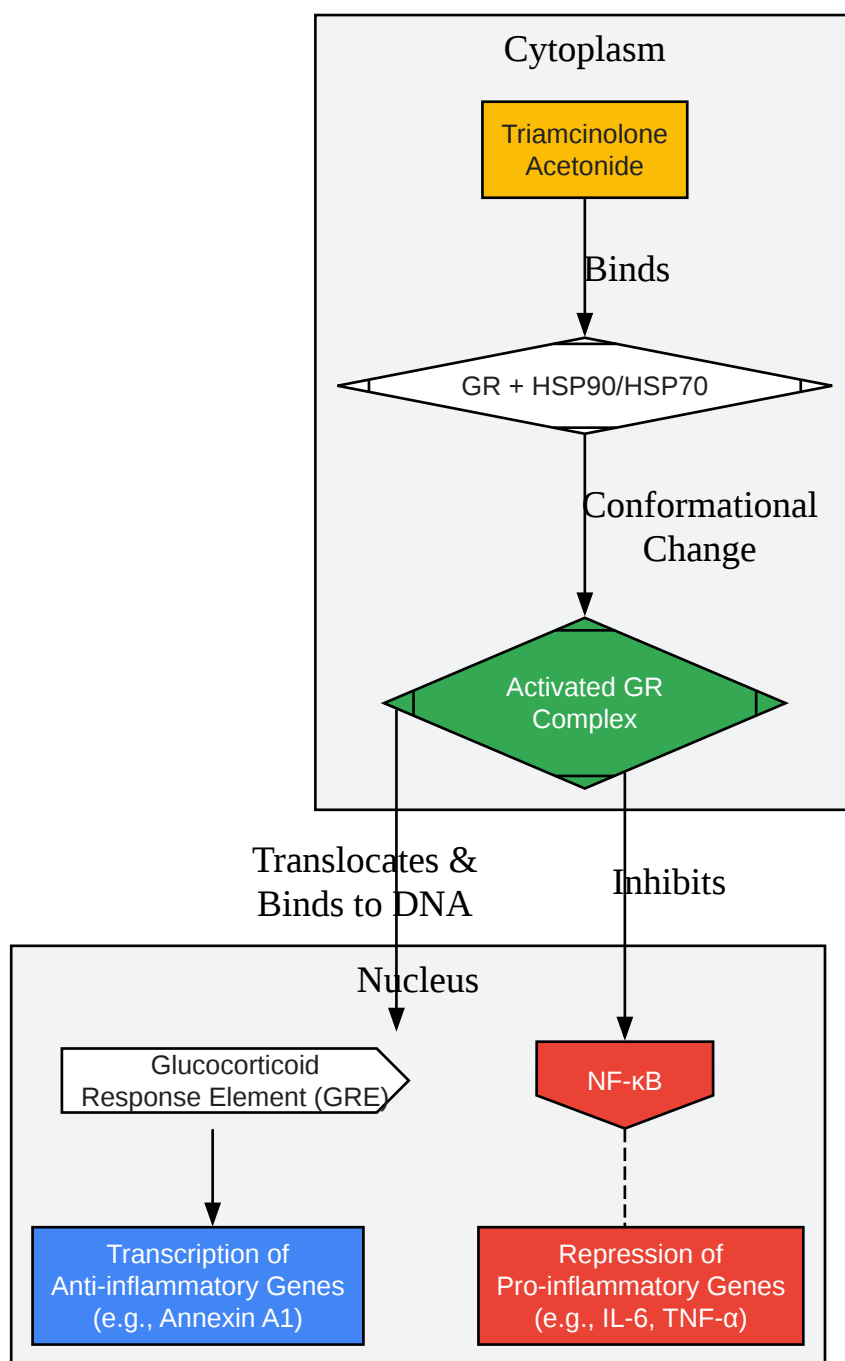 Cytoplasm
Triamcinolone
Acetonide
Binds
GR + HSP90/HSP70
Conformational
Change
Activated GR
Complex
Translocates &
Binds to DNA
Inhibits
Nucleus
Glucocorticoid
Response Element (GRE)
NF-κB
Transcription of
Anti-inflammatory Genes
(e.g., Annexin A1)
Repression of
Pro-inflammatory Genes
(e.g., IL-6, TNF-α)